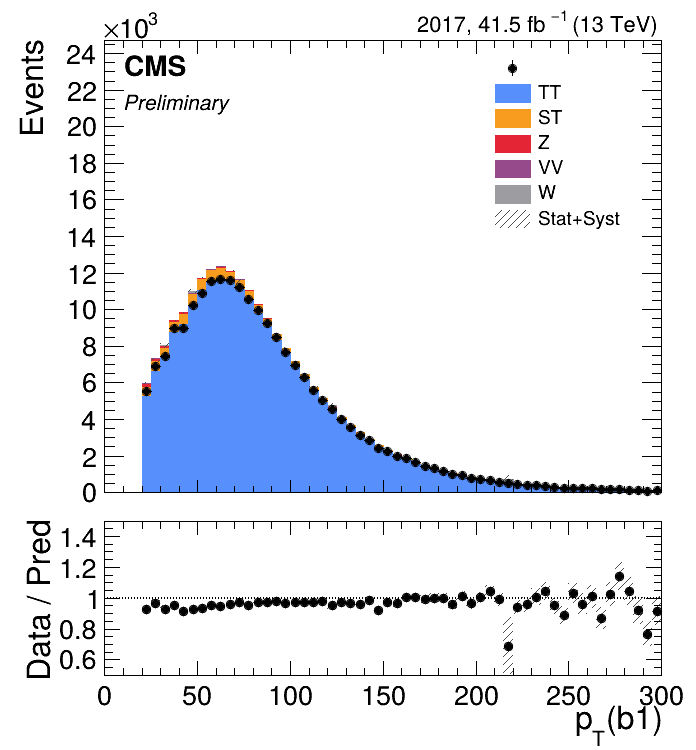 ×10³
2017, 41.5 fb⁻¹ (13 TeV)
Events
CMS
Preliminary
TT
ST
Z
VV
W
Stat+Syst
24
22
20
18
16
14
12
10
8
6
4
2
0
Data / Pred
1.4
1.2
1
0.8
0.6
0 50 100 150 200 250 300
p_T(b1)